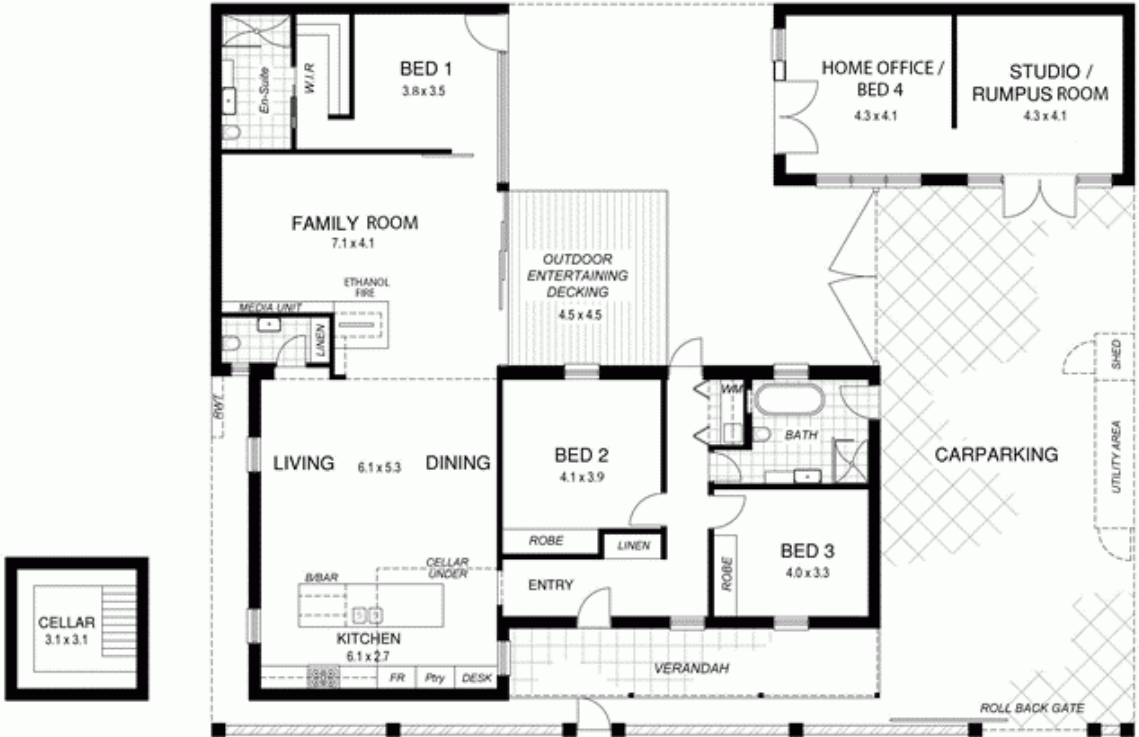 En-Suite
W.I.R
BED 1
3.8 x 3.5
HOME OFFICE /
BED 4
4.3 x 4.1
STUDIO /
RUMPUS ROOM
4.3 x 4.1
FAMILY ROOM
7.1 x 4.1
ETHANOL
FIRE
MEDIA UNIT
LINEN
OUTDOOR
ENTERTAINING
DECKING
4.5 x 4.5
RWT
LIVING
6.1 x 5.3
DINING
BED 2
4.1 x 3.9
ROBE
LINEN
WM
BATH
CARPARKING
SHED
UTILITY AREA
BED 3
4.0 x 3.3
ROBE
ENTRY
CELLAR
UNDER
B/BAR
KITCHEN
6.1 x 2.7
FR
Ptry
DESK
CELLAR
3.1 x 3.1
VERANDAH
ROLL BACK GATE